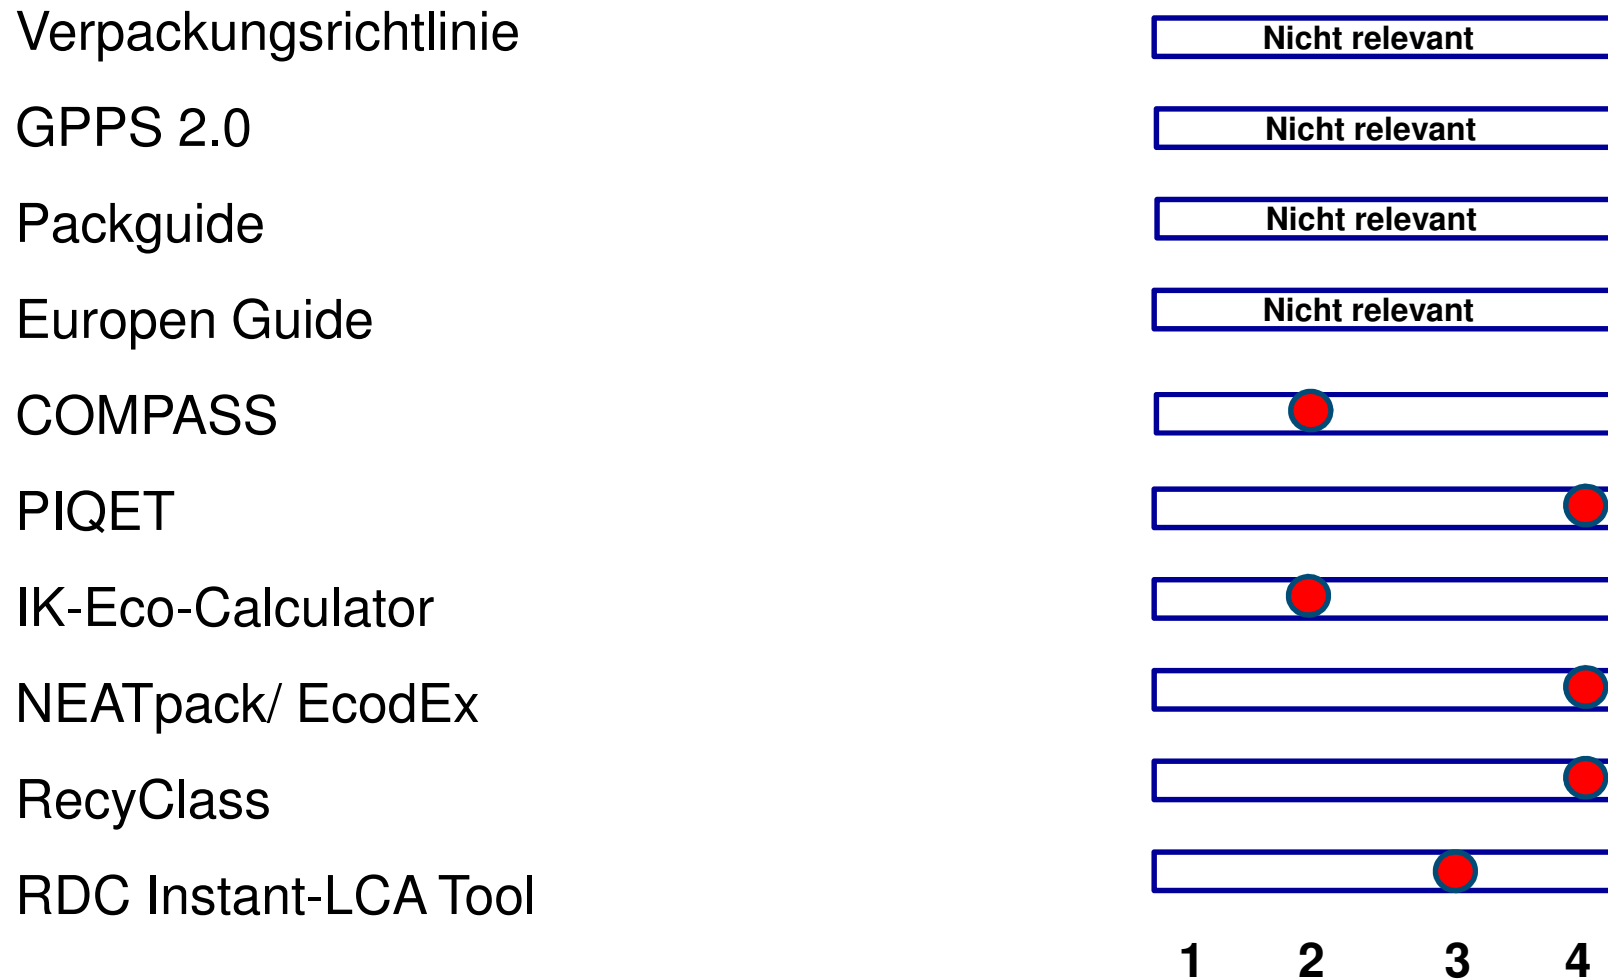 Verpackungsrichtlinie Nicht relevant
GPPS 2.0 Nicht relevant
Packguide Nicht relevant
Europen Guide Nicht relevant
COMPASS
PIQET
IK-Eco-Calculator
NEATpack/ EcodEx
RecyClass
RDC Instant-LCA Tool
1 2 3 4